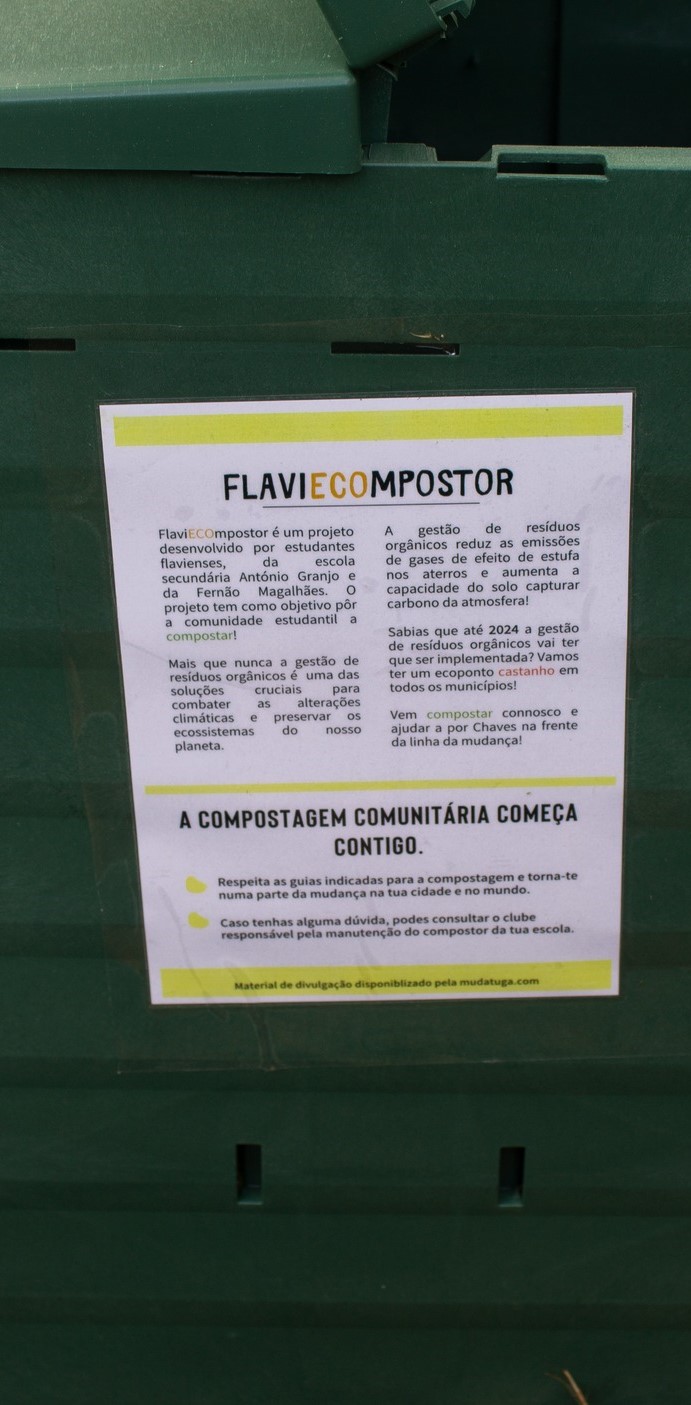 FLAVIECOMPOSTOR
FlaviECOmpostor é um projeto
desenvolvido por estudantes
flavienses, da escola
secundária António Granjo e
da Fernão Magalhães. O
projeto tem como objetivo pôr
a comunidade estudantil a
compostar!
Mais que nunca a gestão de
resíduos orgânicos é uma das
soluções cruciais para
combater as alterações
climáticas e preservar os
ecossistemas do nosso
planeta.
A gestão de resíduos
orgânicos reduz as emissões
de gases de efeito de estufa
nos aterros e aumenta a
capacidade do solo capturar
carbono da atmosfera!
Sabias que até 2024 a gestão
de resíduos orgânicos vai ter
que ser implementada? Vamos
ter um ecoponto castanho em
todos os municípios!
Vem compostar connosco e
ajudar a por Chaves na frente
da linha da mudança!
A COMPOSTAGEM COMUNITÁRIA COMEÇA
CONTIGO.
Respeita as guias indicadas para a compostagem e torna-te
numa parte da mudança na tua cidade e no mundo.
Caso tenhas alguma dúvida, podes consultar o clube
responsável pela manutenção do compostor da tua escola.
Material de divulgação disponiblizado pela mudatuga.com